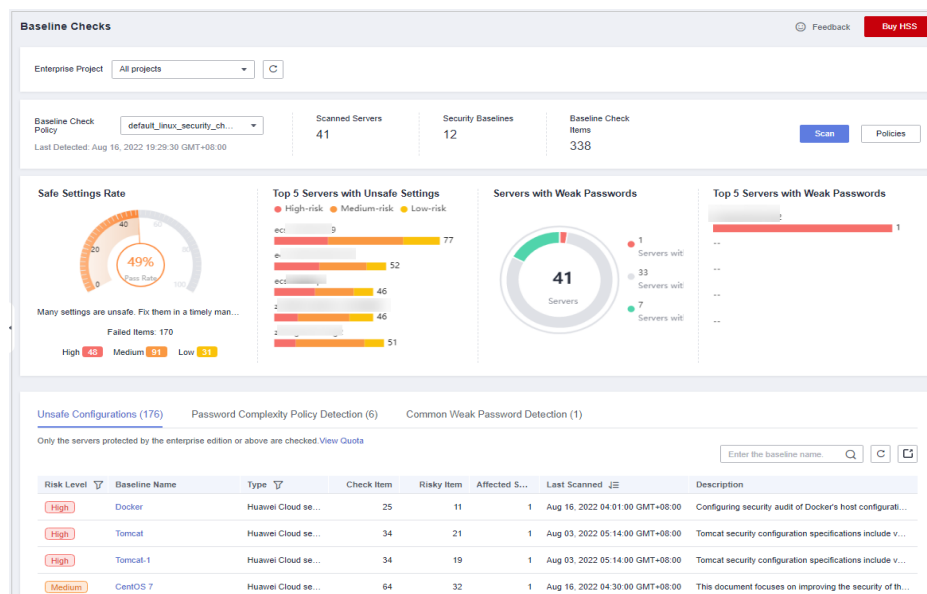 Baseline Checks
Feedback
Buy HSS
Enterprise Project
All projects
Baseline Check
Policy
default_linux_security_ch...
Last Detected: Aug 16, 2022 19:29:30 GMT+08:00
Scanned Servers
41
Security Baselines
12
Baseline Check
Items
338
Scan
Policies
Safe Settings Rate
0
20
40
60
80
100
49%
Pass Rate
Many settings are unsafe. Fix them in a timely man...
Failed Items: 170
High 48 Medium 91 Low 31
Top 5 Servers with Unsafe Settings
High-risk Medium-risk Low-risk
77
52
46
46
51
Servers with Weak Passwords
41
Servers
1
Servers wit
33
Servers wit
7
Servers wit
Top 5 Servers with Weak Passwords
1
--
--
--
--
Unsafe Configurations (176) Password Complexity Policy Detection (6) Common Weak Password Detection (1)
Only the servers protected by the enterprise edition or above are checked.View Quota
Enter the baseline name.
Risk Level Baseline Name Type Check Item Risky Item Affected S... Last Scanned Description
High Docker Huawei Cloud se... 25 11 1 Aug 16, 2022 04:01:00 GMT+08:00 Configuring security audit of Docker's host configurati...
High Tomcat Huawei Cloud se... 34 21 1 Aug 03, 2022 05:14:00 GMT+08:00 Tomcat security configuration specifications include v...
High Tomcat-1 Huawei Cloud se... 34 19 1 Aug 03, 2022 05:14:00 GMT+08:00 Tomcat security configuration specifications include v...
Medium CentOS 7 Huawei Cloud se... 64 32 1 Aug 16, 2022 04:30:00 GMT+08:00 This document focuses on improving the security of th...